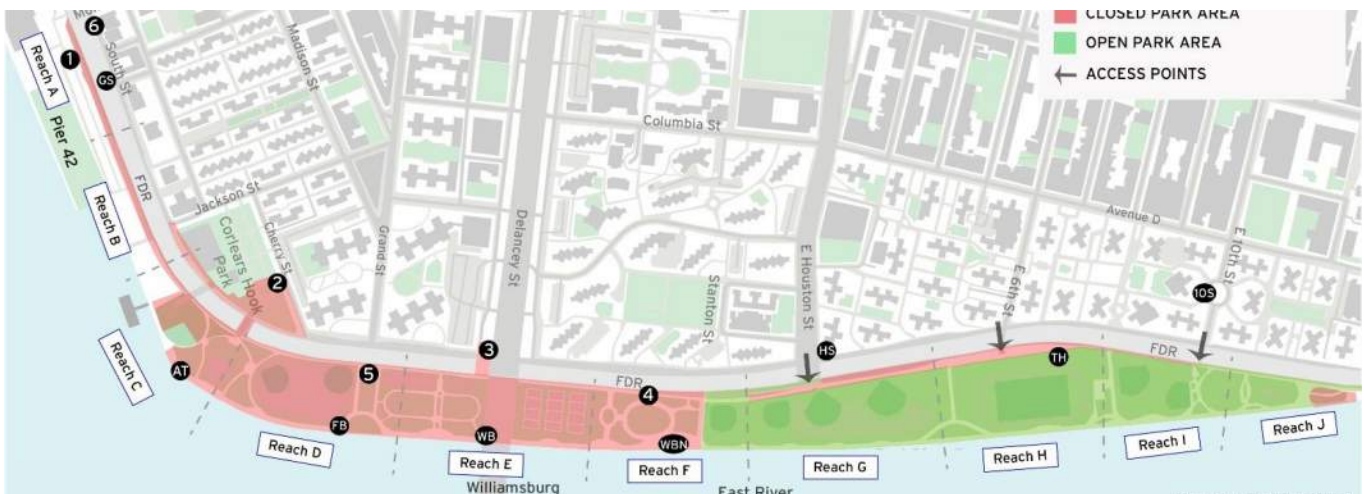 CLOSED PARK AREA
OPEN PARK AREA
ACCESS POINTS
6
1
South St
GS
Reach A
Madison St
Pier 42
FDR
Columbia St
Reach B
Jackson St
Corlears Hook
Park
Cherry St
2
Grand St
Delancey St
Stanton St
E Houston St
E 6th St
Avenue D
E 10th St
10S
Reach C
AT
5
3
FDR
4
HS
TH
FDR
FB
WB
WBN
Reach D
Reach E
Reach F
Reach G
Reach H
Reach I
Reach J
Williamsburg
East River